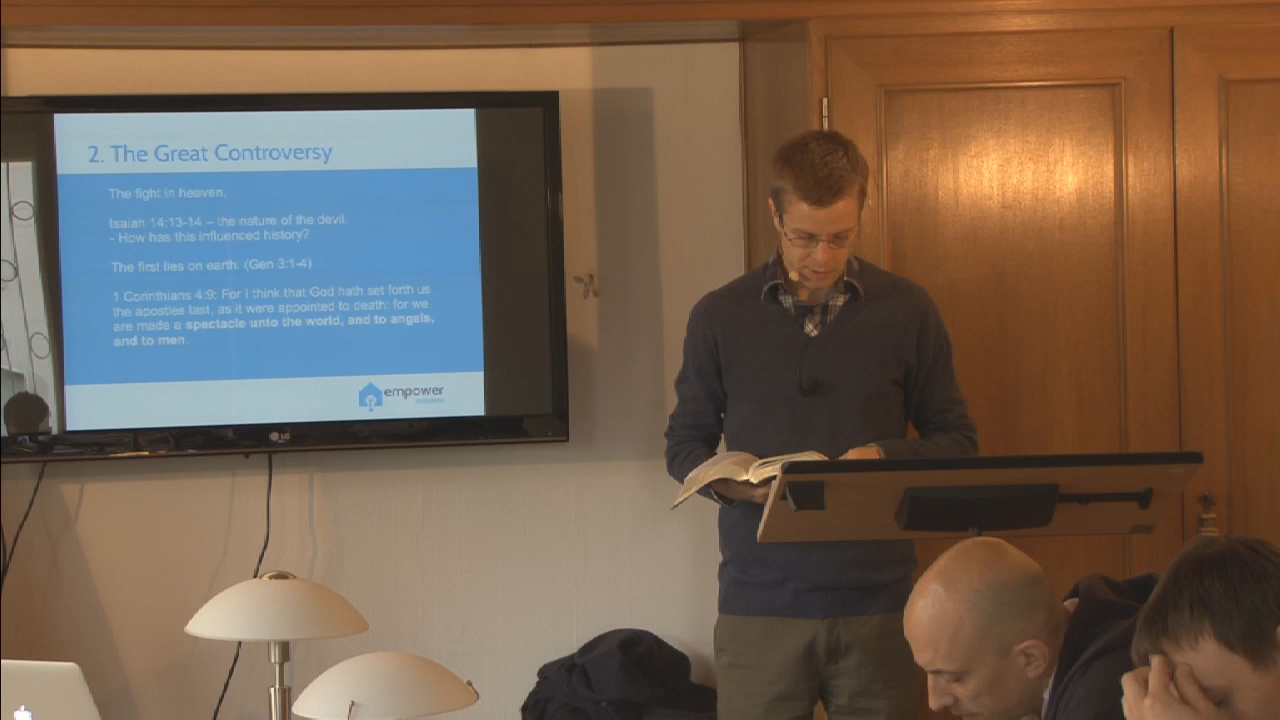 2. The Great Controversy
The fight in heaven.
Isaiah 14:13-14 – the nature of the devil.
- How has this influenced history?
The first lies on earth. (Gen 3:1-4)
1 Corinthians 4:9: For I think that God hath set forth us
the apostles last, as it were appointed to death: for we
are made a spectacle unto the world, and to angels,
and to men.
empower
LG